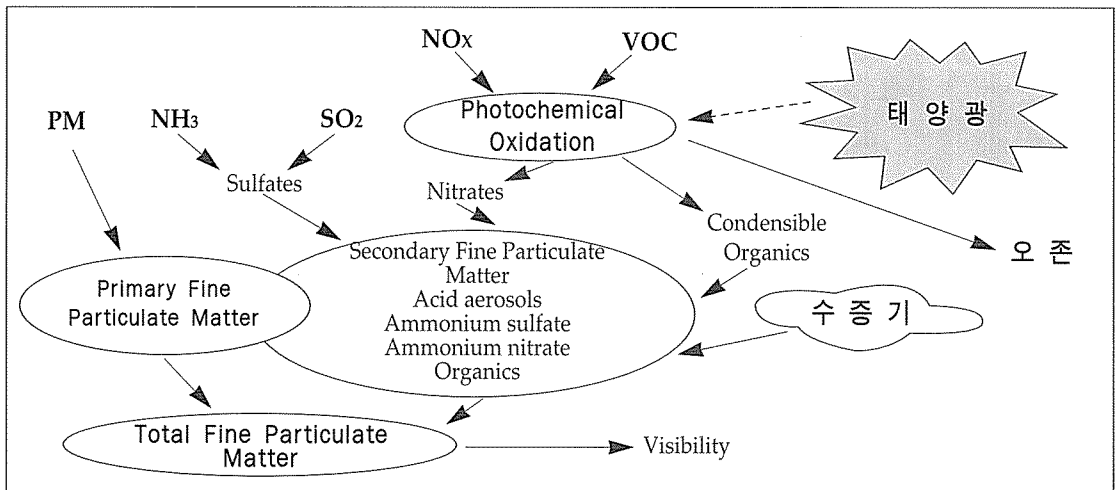 NOx
VOC
태양광
PM
NH3
SO2
Photochemical
Oxidation
Sulfates
Nitrates
Condensible
Organics
오존
Secondary Fine Particulate
Matter
Acid aerosols
Ammonium sulfate
Ammonium nitrate
Organics
Primary Fine
Particulate Matter
수증기
Total Fine Particulate
Matter
Visibility